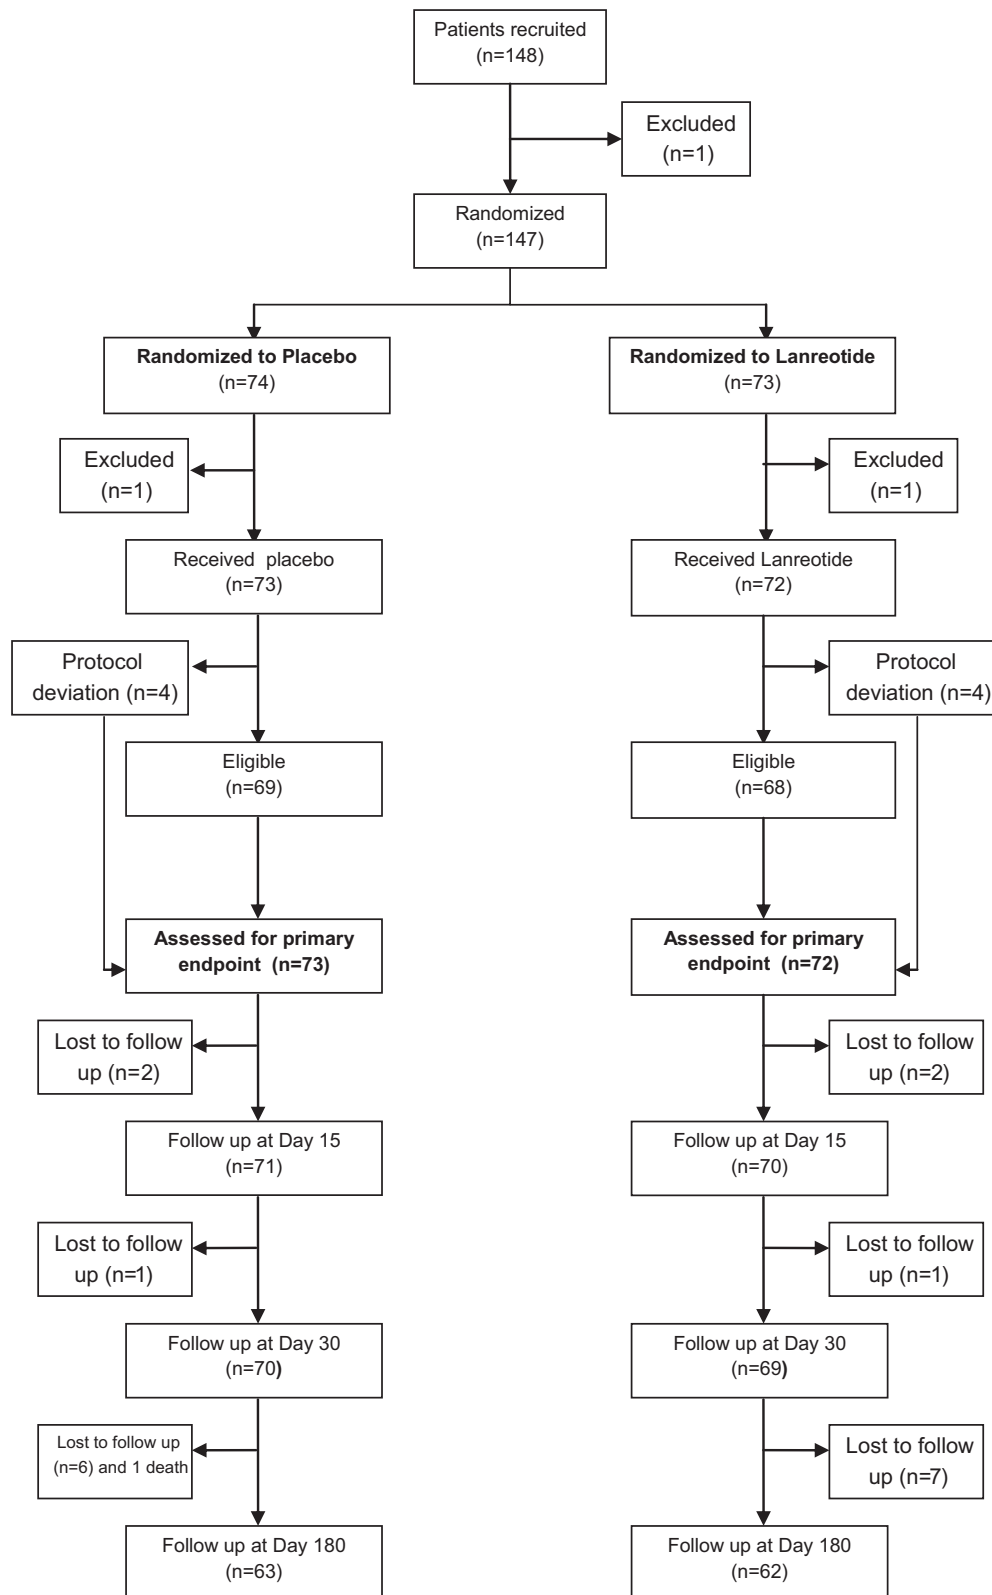 Patients recruited
(n=148)
Excluded
(n=1)
Randomized
(n=147)
Randomized to Placebo
(n=74)
Randomized to Lanreotide
(n=73)
Excluded
(n=1)
Excluded
(n=1)
Received placebo
(n=73)
Received Lanreotide
(n=72)
Protocol
deviation (n=4)
Protocol
deviation (n=4)
Eligible
(n=69)
Eligible
(n=68)
Assessed for primary
endpoint (n=73)
Assessed for primary
endpoint (n=72)
Lost to follow
up (n=2)
Lost to follow
up (n=2)
Follow up at Day 15
(n=71)
Follow up at Day 15
(n=70)
Lost to follow
up (n=1)
Lost to follow
up (n=1)
Follow up at Day 30
(n=70)
Follow up at Day 30
(n=69)
Lost to follow up
(n=6) and 1 death
Lost to follow
up (n=7)
Follow up at Day 180
(n=63)
Follow up at Day 180
(n=62)